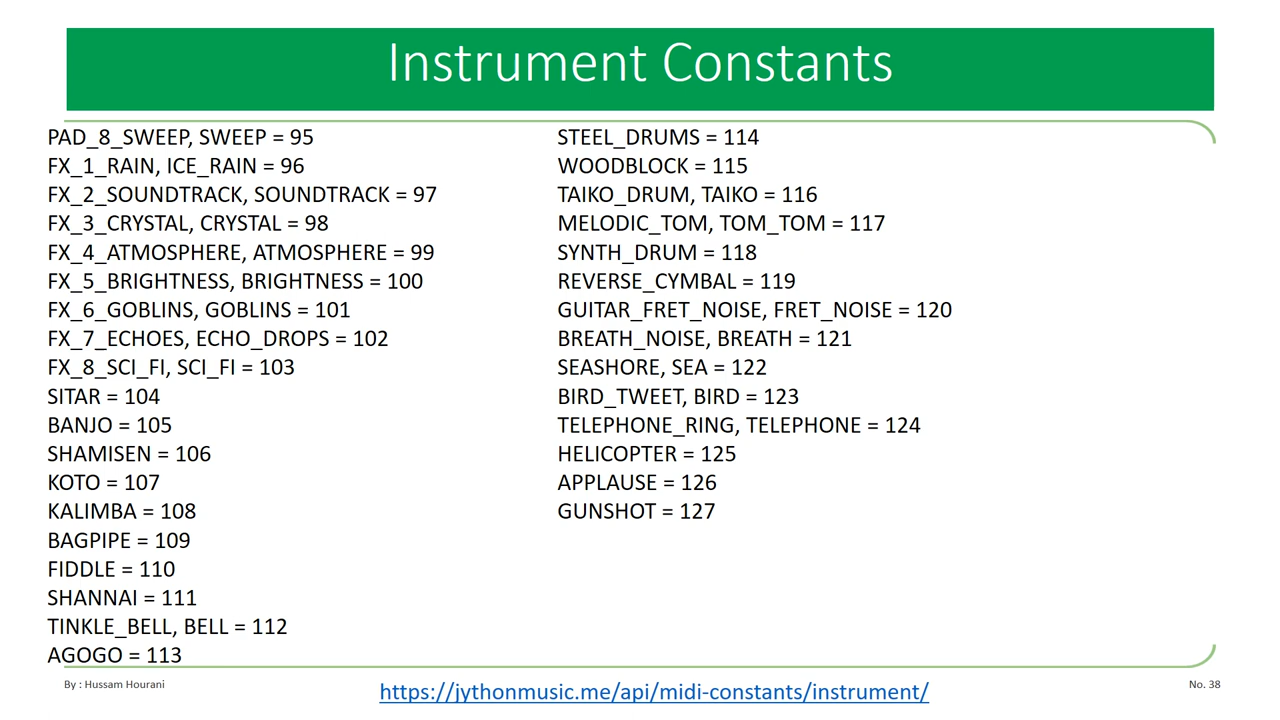 Instrument Constants
PAD_8_SWEEP, SWEEP = 95
FX_1_RAIN, ICE_RAIN = 96
FX_2_SOUNDTRACK, SOUNDTRACK = 97
FX_3_CRYSTAL, CRYSTAL = 98
FX_4_ATMOSPHERE, ATMOSPHERE = 99
FX_5_BRIGHTNESS, BRIGHTNESS = 100
FX_6_GOBLINS, GOBLINS = 101
FX_7_ECHOES, ECHO_DROPS = 102
FX_8_SCI_FI, SCI_FI = 103
SITAR = 104
BANJO = 105
SHAMISEN = 106
KOTO = 107
KALIMBA = 108
BAGPIPE = 109
FIDDLE = 110
SHANNAI = 111
TINKLE_BELL, BELL = 112
AGOGO = 113
STEEL_DRUMS = 114
WOODBLOCK = 115
TAIKO_DRUM, TAIKO = 116
MELODIC_TOM, TOM_TOM = 117
SYNTH_DRUM = 118
REVERSE_CYMBAL = 119
GUITAR_FRET_NOISE, FRET_NOISE = 120
BREATH_NOISE, BREATH = 121
SEASHORE, SEA = 122
BIRD_TWEET, BIRD = 123
TELEPHONE_RING, TELEPHONE = 124
HELICOPTER = 125
APPLAUSE = 126
GUNSHOT = 127
By : Hussam Hourani
https://jythonmusic.me/api/midi-constants/instrument/
No. 38